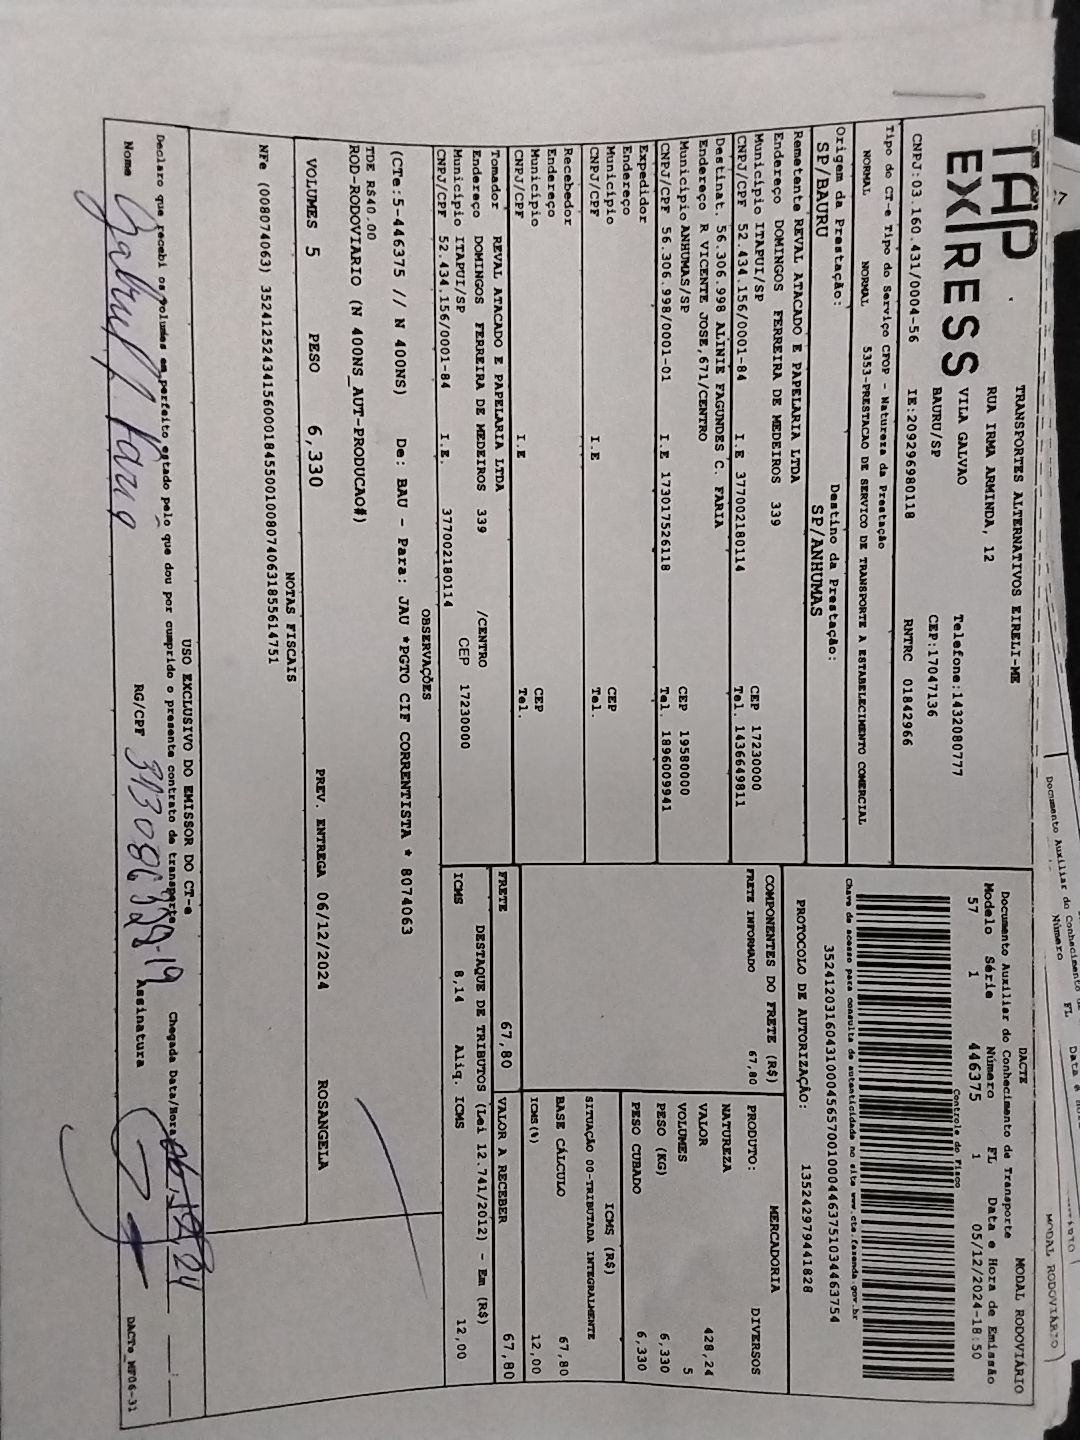 TAP
EXPRESS
TRANSPORTES ALTERNATIVOS EIRELI-ME
RUA IRMA ARMINDA, 12
VILA GALVAO
Telefone:1432080777
BAURU/SP
CEP:17047136
CNPJ:03.160.431/0004-56 IE:209296980118 RNTRC 01842966
Tipo do CT-e Tipo do Serviço CFOP - Natureza da Prestação
NORMAL NORMAL 5353-PRESTACAO DE SERVICO DE TRANSPORTE A ESTABELECIMENTO COMERCIAL
Origem da Prestação: Destino da Prestação:
SP/BAURU SP/ANHUMAS
Remetente REVAL ATACADO E PAPELARIA LTDA
Endereço DOMINGOS FERREIRA DE MEDEIROS 339
Município ITAPUI/SP CEP 17230000
CNPJ/CPF 52.434.156/0001-84 I.E 377002180114 Tel. 1436649811
Destinat. 56.306.998 ALINIE FAGUNDES C. FARIA
Endereço R VICENTE JOSE,671/CENTRO
Município ANHUMAS/SP CEP 19580000
CNPJ/CPF 56.306.998/0001-01 I.E 173017526118 Tel. 1896009941
Expedidor
Endereço
Município CEP
CNPJ/CPF I.E Tel.
Recebedor
Endereço
Município CEP
CNPJ/CPF I.E Tel.
Tomador REVAL ATACADO E PAPELARIA LTDA
Endereço DOMINGOS FERREIRA DE MEDEIROS 339 /CENTRO
Município ITAPUI/SP CEP 17230000
CNPJ/CPF 52.434.156/0001-84 I.E. 377002180114
DACTE MODAL RODOVIÁRIO
Documento Auxiliar do Conhecimento de Transporte
Modelo Série Número FL Data e Hora de Emissão
57 1 446375 1 05/12/2024-18:50
Controle do Fisco
Chave de acesso para consulta de autenticidade no site www.cte.fazenda.gov.br
35241203160431000456570010004463751034463754
PROTOCOLO DE AUTORIZAÇÃO: 135242979441828
COMPONENTES DO FRETE (R$)
FRETE INFORMADO 67,80
MERCADORIA
PRODUTO: DIVERSOS
NATUREZA
VALOR 428,24
VOLUMES 5
PESO (KG) 6,330
PESO CUBADO 6,330
ICMS (R$)
SITUAÇÃO 00-TRIBUTADA INTEGRALMENTE
BASE CÁLCULO 67,80
ICMS(%) 12,00
FRETE 67,80 VALOR A RECEBER 67,80
DESTAQUE DE TRIBUTOS (Lei 12.741/2012) - Em (R$)
ICMS 8,14 Aliq. ICMS 12,00
OBSERVAÇÕES
(CTe:5-446375 // N 400NS) De: BAU - Para: JAU *PGTO CIF CORRENTISTA * 8074063
TDE R$40.00
ROD-RODOVIARIO (N 400NS_AUT-PRODUCAO#)
VOLUMES 5 PESO 6,330 PREV. ENTREGA 06/12/2024 ROSANGELA
NOTAS FISCAIS
NFe (008074063) 35241252434156000184550010080740631855614751
USO EXCLUSIVO DO EMISSOR DO CT-e
Declaro que recebi os volumes em perfeito estado pelo que dou por cumprido o presente contrato de transporte
Chegada Data/Hora 06,12,24
Nome RG/CPF Assinatura
DACTe_MF06-31
Documento Auxiliar do Conhecimento de
Número FL
MODAL RODOVIÁRIO